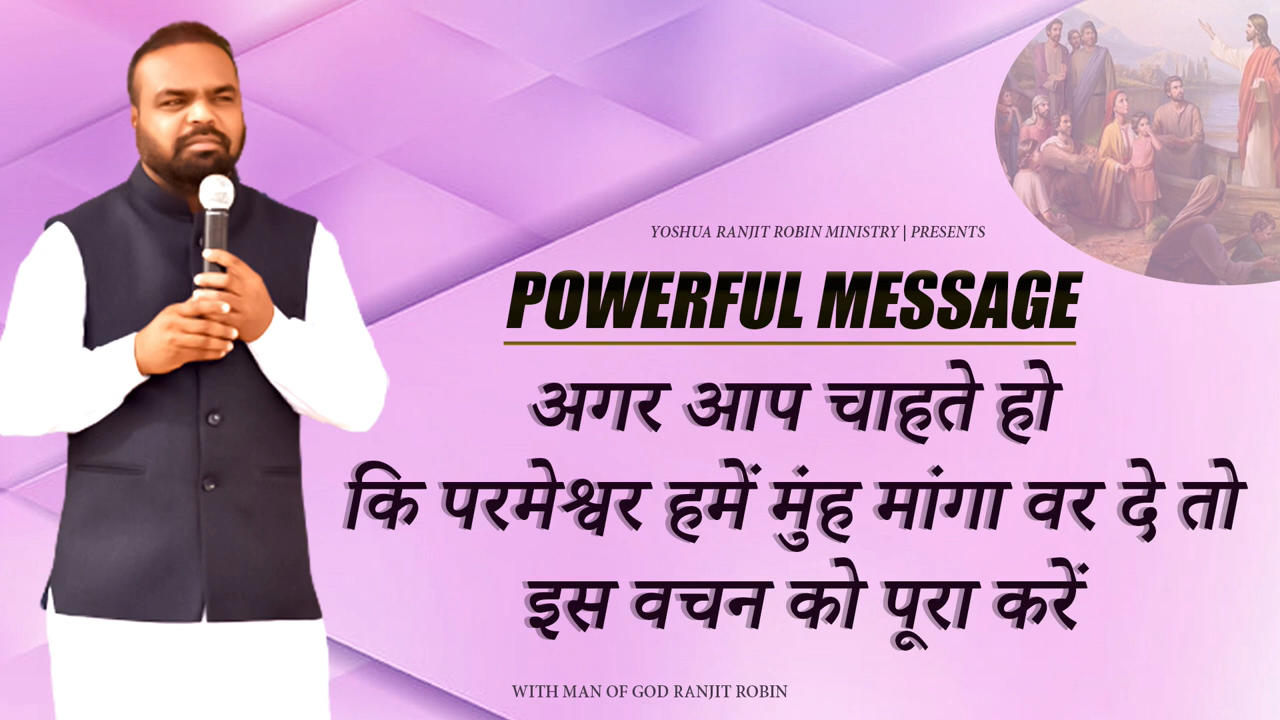 YOSHUA RANJIT ROBIN MINISTRY | PRESENTS
POWERFUL MESSAGE
अगर आप चाहते हो
कि परमेश्वर हमें मुंह मांगा वर दे तो
इस वचन को पूरा करें
WITH MAN OF GOD RANJIT ROBIN